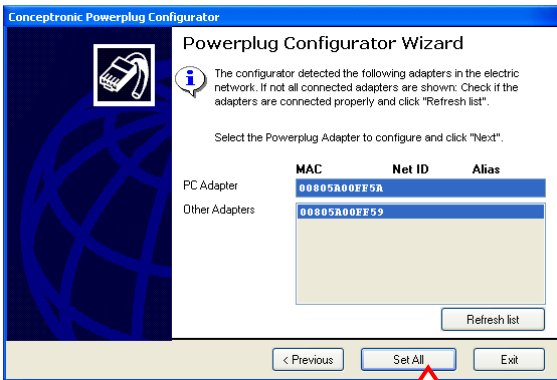 Conceptronic Powerplug Configurator
Powerplug Configurator Wizard
The configurator detected the following adapters in the electric
network. If not all connected adapters are shown: Check if the
adapters are connected properly and click "Refresh list".
Select the Powerplug Adapter to configure and click "Next".
MAC Net ID Alias
PC Adapter 00805A00FF5A
Other Adapters 00805A00FF59
Refresh list
< Previous Set All Exit